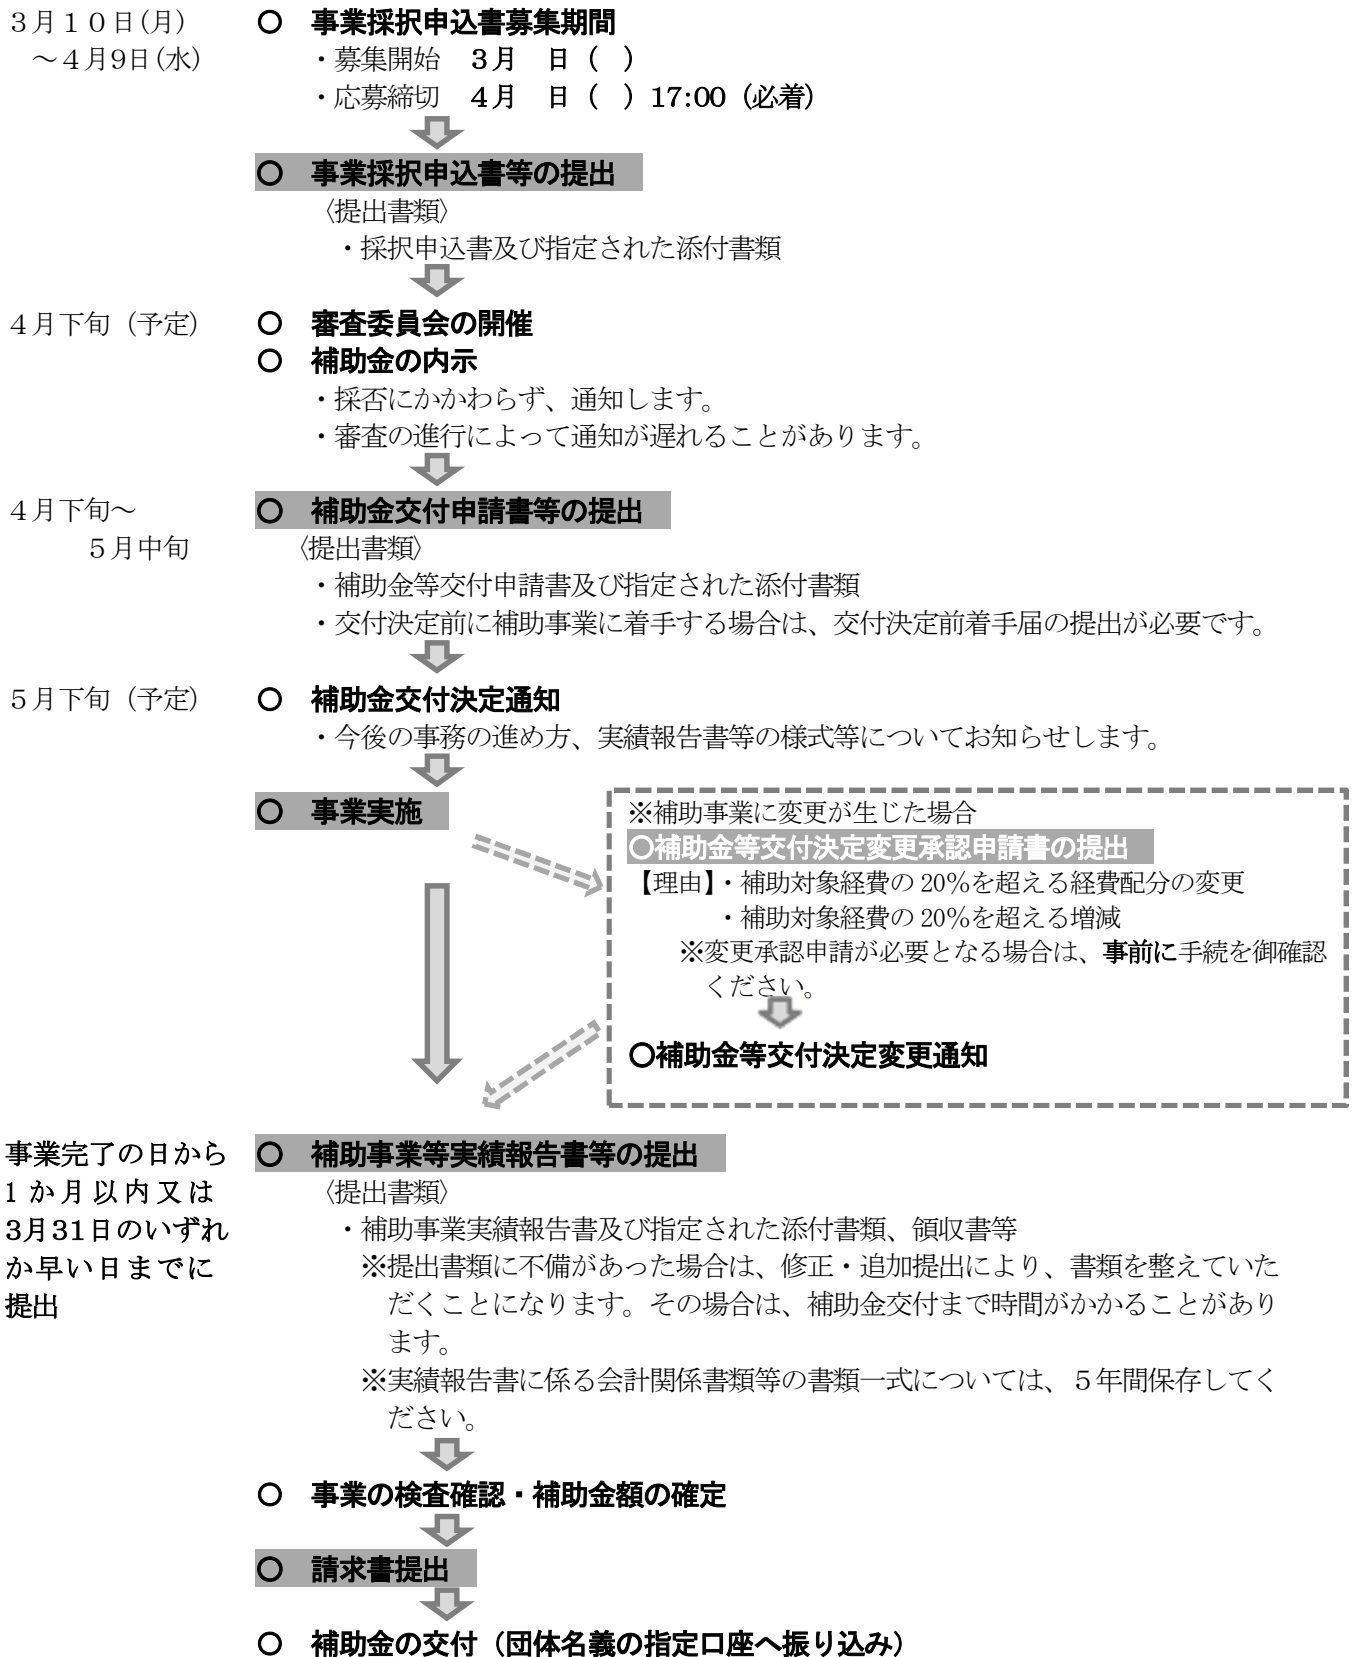 ３月１０日(月)　〇　事業採択申込書募集期間
～４月9日(水)　・募集開始　３月　日（　）
・応募締切　４月　日（　）17:00（必着）
〇　事業採択申込書等の提出
〈提出書類〉
・採択申込書及び指定された添付書類
４月下旬（予定）　〇　審査委員会の開催
〇　補助金の内示
・採否にかかわらず、通知します。
・審査の進行によって通知が遅れることがあります。
４月下旬～　〇　補助金交付申請書等の提出
５月中旬　〈提出書類〉
・補助金等交付申請書及び指定された添付書類
・交付決定前に補助事業に着手する場合は、交付決定前着手届の提出が必要です。
５月下旬（予定）　〇　補助金交付決定通知
・今後の事務の進め方、実績報告書等の様式等についてお知らせします。
〇　事業実施
※補助事業に変更が生じた場合
〇補助金等交付決定変更承認申請書の提出
【理由】・補助対象経費の 20％を超える経費配分の変更
・補助対象経費の 20％を超える増減
※変更承認申請が必要となる場合は、事前に手続を御確認
ください。
〇補助金等交付決定変更通知
事業完了の日から　〇　補助事業等実績報告書等の提出
1 か月以内又は　〈提出書類〉
3月31日のいずれ　・補助事業実績報告書及び指定された添付書類、領収書等
か早い日までに　※提出書類に不備があった場合は、修正・追加提出により、書類を整えていた
提出　だくことになります。その場合は、補助金交付まで時間がかかることがあり
ます。
※実績報告書に係る会計関係書類等の書類一式については、５年間保存してく
ださい。
〇　事業の検査確認・補助金額の確定
〇　請求書提出
〇　補助金の交付（団体名義の指定口座へ振り込み）